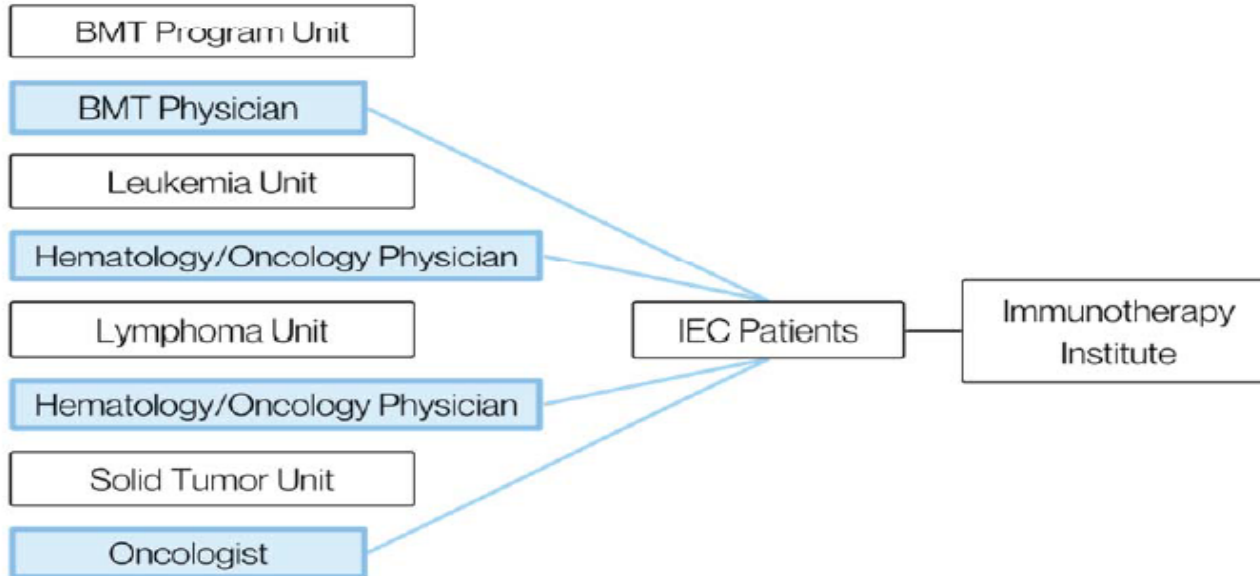 BMT Program Unit
BMT Physician
Leukemia Unit
Hematology/Oncology Physician
Lymphoma Unit
Hematology/Oncology Physician
Solid Tumor Unit
Oncologist
IEC Patients
Immunotherapy
Institute